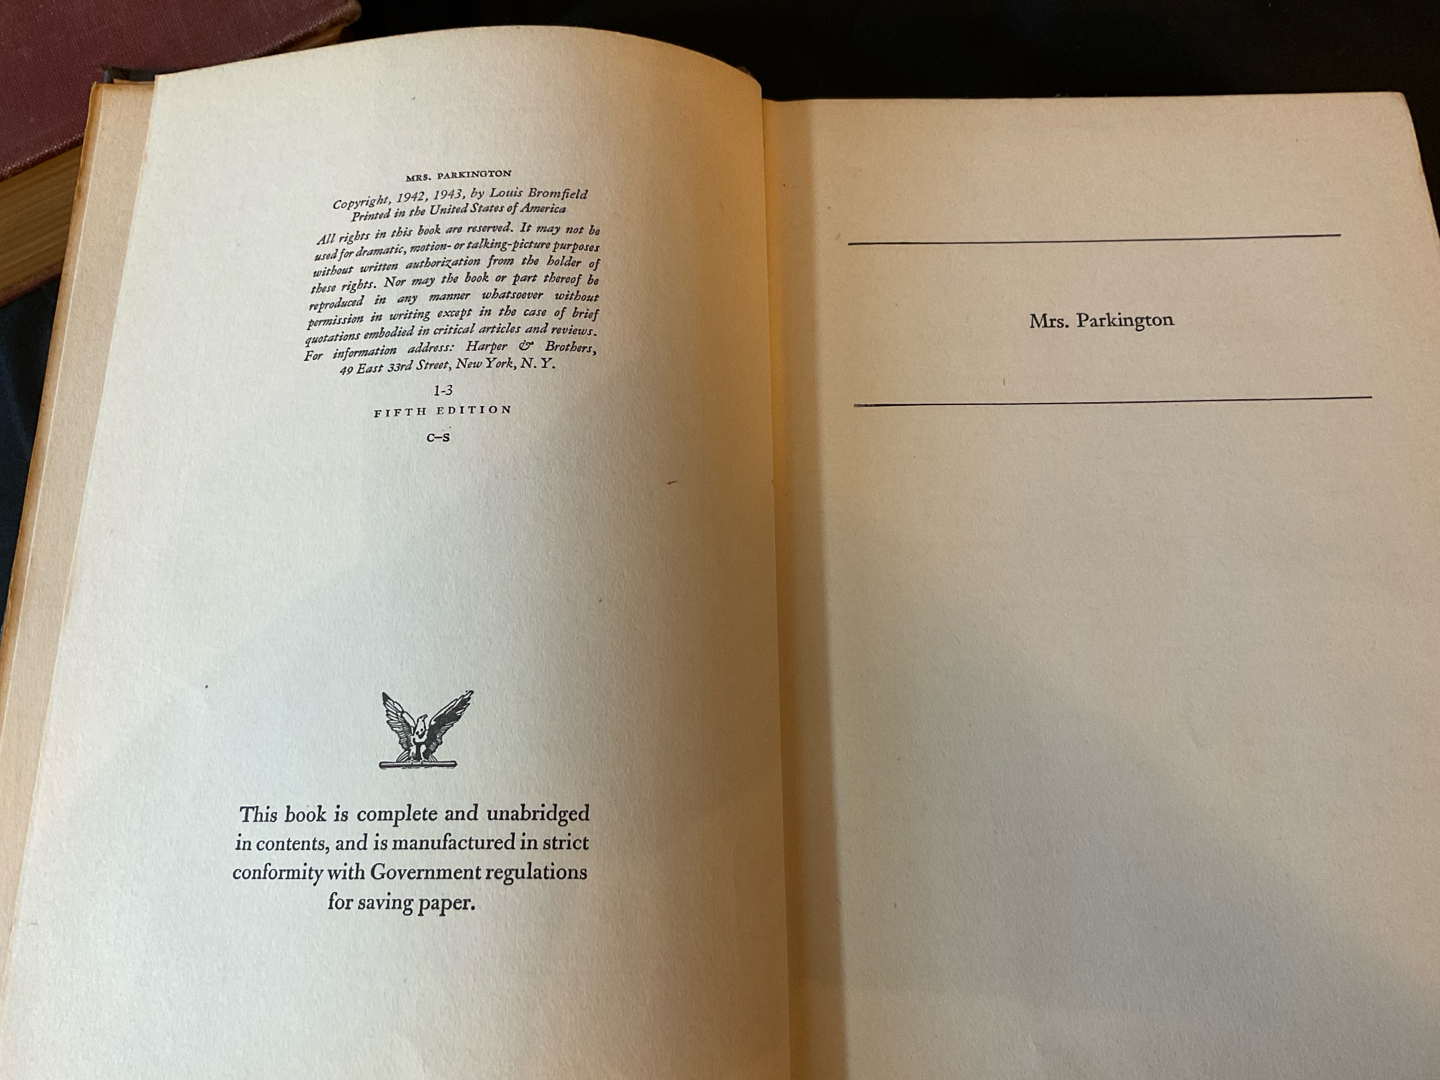 MRS. PARKINGTON
Copyright, 1942, 1943, by Louis Bromfield
Printed in the United States of America
All rights in this book are reserved. It may not be
used for dramatic, motion- or talking-picture purposes
without written authorization from the holder of
these rights. Nor may the book or part thereof be
reproduced in any manner whatsoever without
permission in writing except in the case of brief
quotations embodied in critical articles and reviews.
For information address: Harper & Brothers,
49 East 33rd Street, New York, N. Y.
1-3
FIFTH EDITION
C-S
This book is complete and unabridged
in contents, and is manufactured in strict
conformity with Government regulations
for saving paper.
Mrs. Parkington